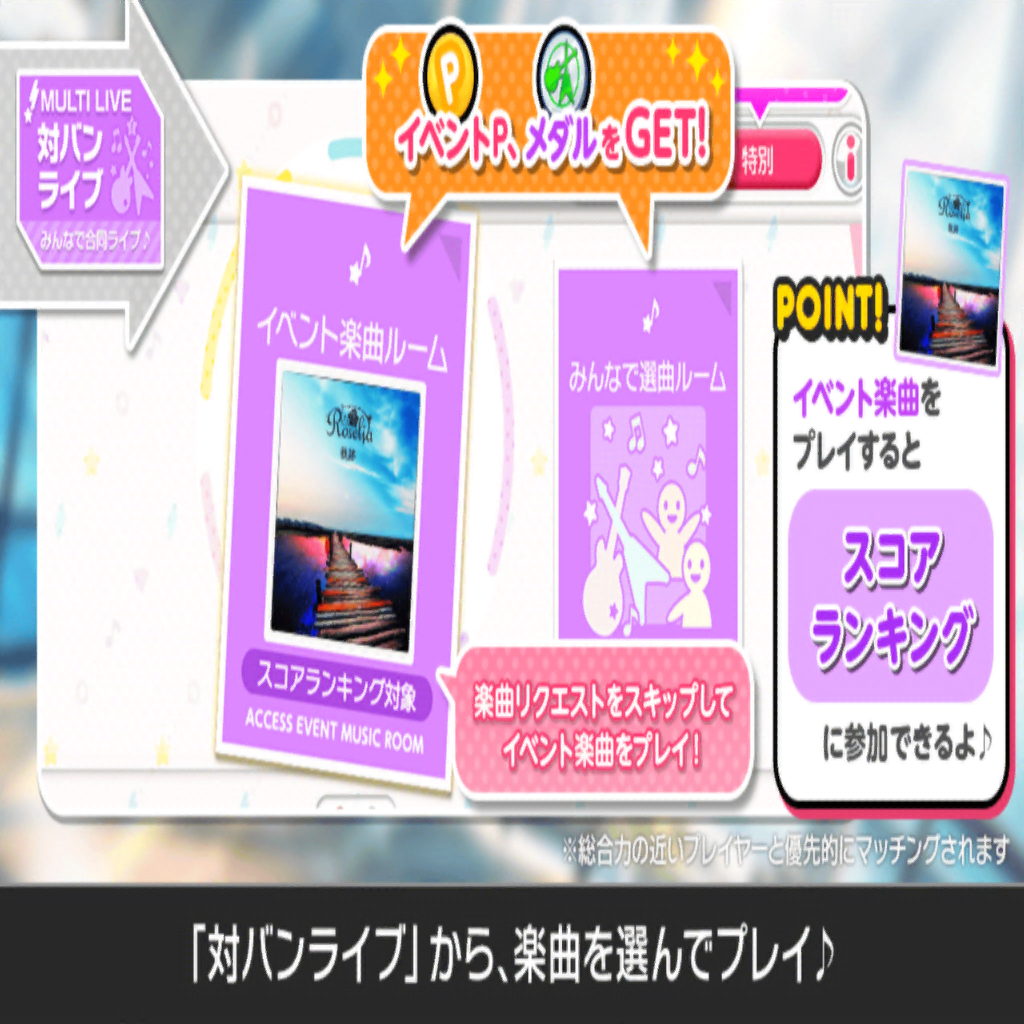 MULTI LIVE
対バン
ライブ
みんなで合同ライブ♪
P
イベントP、メダルをGET!
特別
i
イベント楽曲ルーム
Roselia
軌跡
スコアランキング対象
ACCESS EVENT MUSIC ROOM
みんなで選曲ルーム
楽曲リクエストをスキップして
イベント楽曲をプレイ!
Roselia
軌跡
POINT!
イベント楽曲を
プレイすると
スコア
ランキング
に参加できるよ♪
※総合力の近いプレイヤーと優先的にマッチングされます
「対バンライブ」から、楽曲を選んでプレイ♪